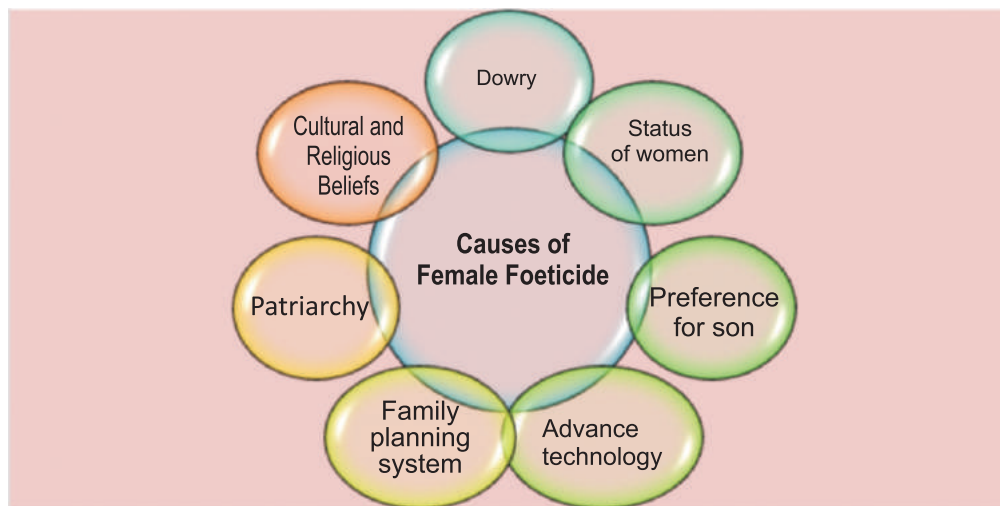 Dowry
Status
of women
Preference
for son
Advance
technology
Family
planning
system
Patriarchy
Cultural and
Religious
Beliefs
Causes of
Female Foeticide